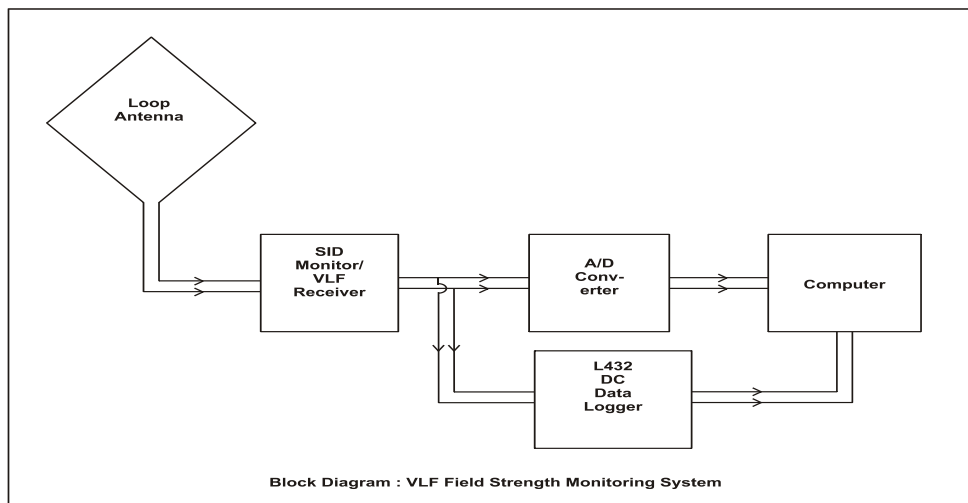 Loop
Antenna
SID
Monitor/
VLF
Receiver
A/D
Conv-
erter
Computer
L432
DC
Data
Logger
Block Diagram : VLF Field Strength Monitoring System